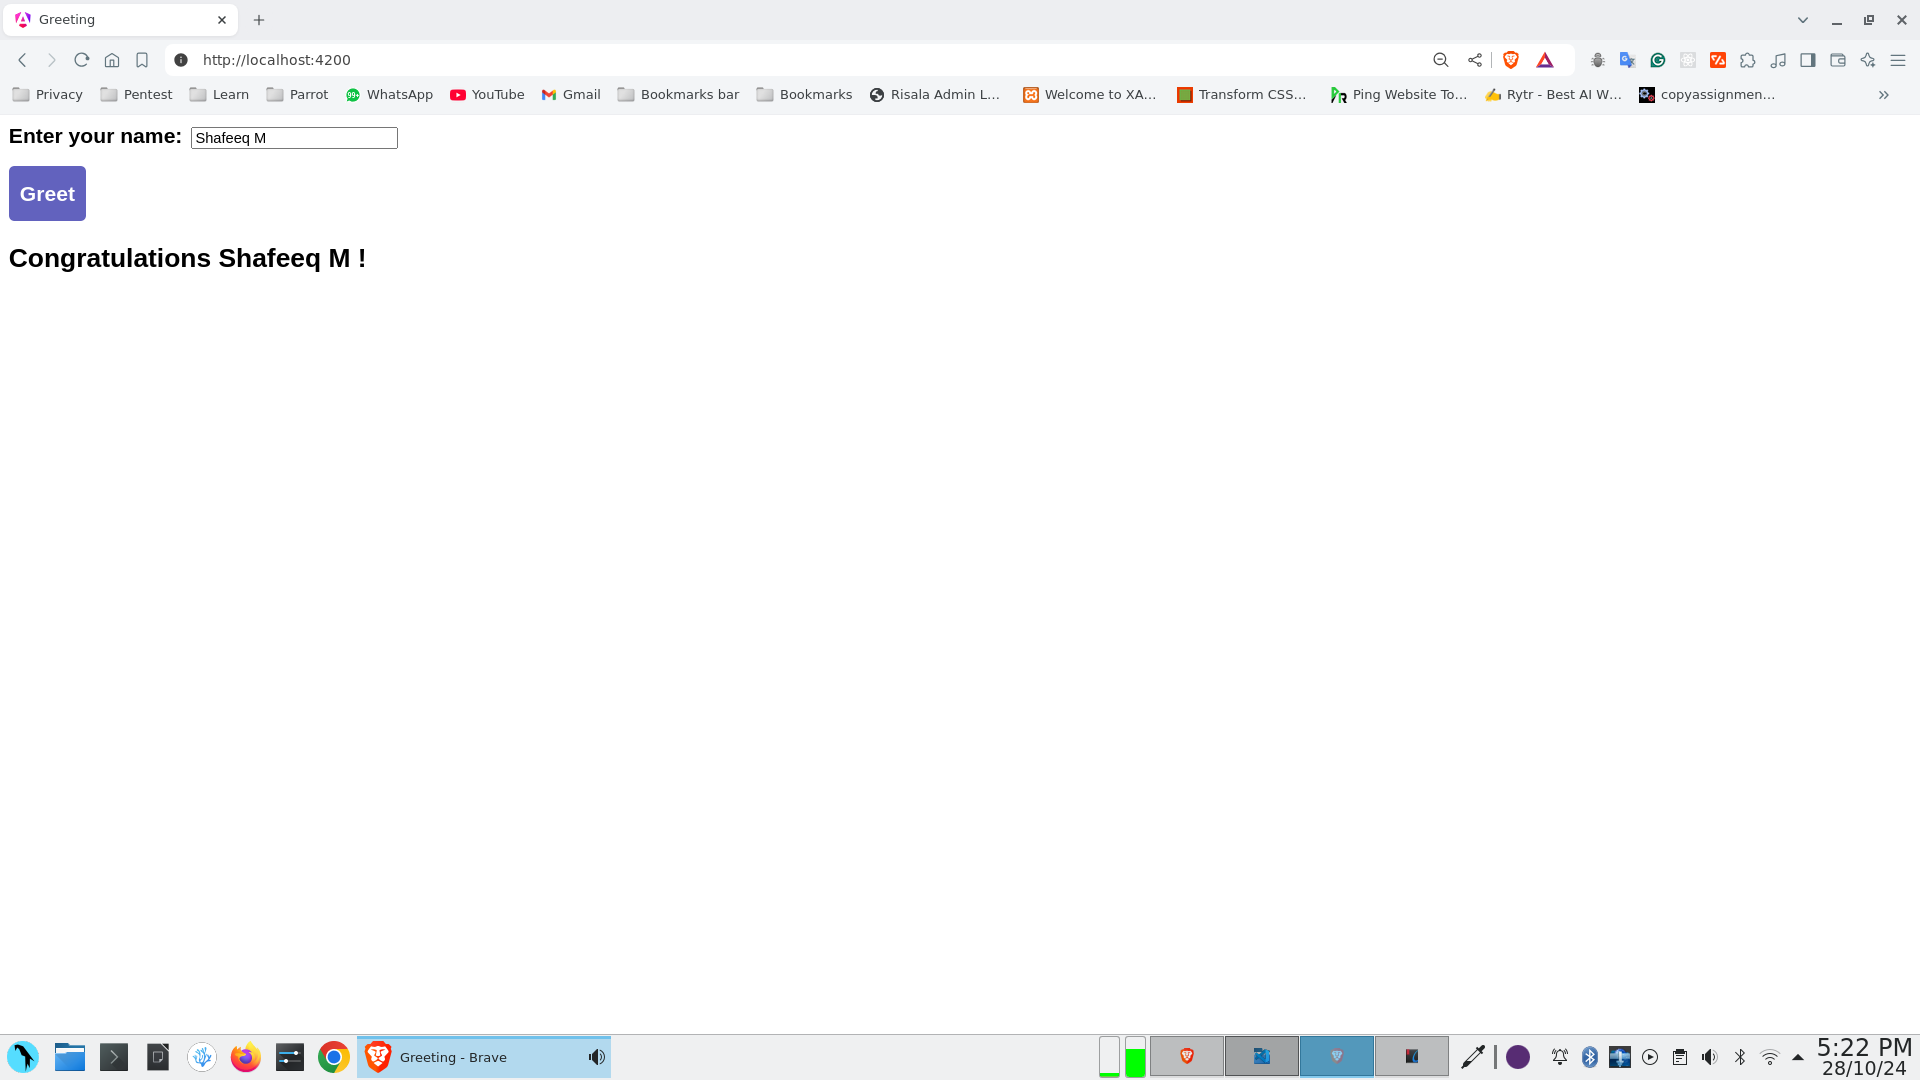 Greeting
http://localhost:4200
Privacy Pentest Learn Parrot WhatsApp YouTube Gmail Bookmarks bar Bookmarks Risala Admin L... Welcome to XA... Transform CSS... Ping Website To... Rytr - Best AI W... copyassignmen...
Enter your name: Shafeeq M
Greet
Congratulations Shafeeq M !
Greeting - Brave
5:22 PM
28/10/24